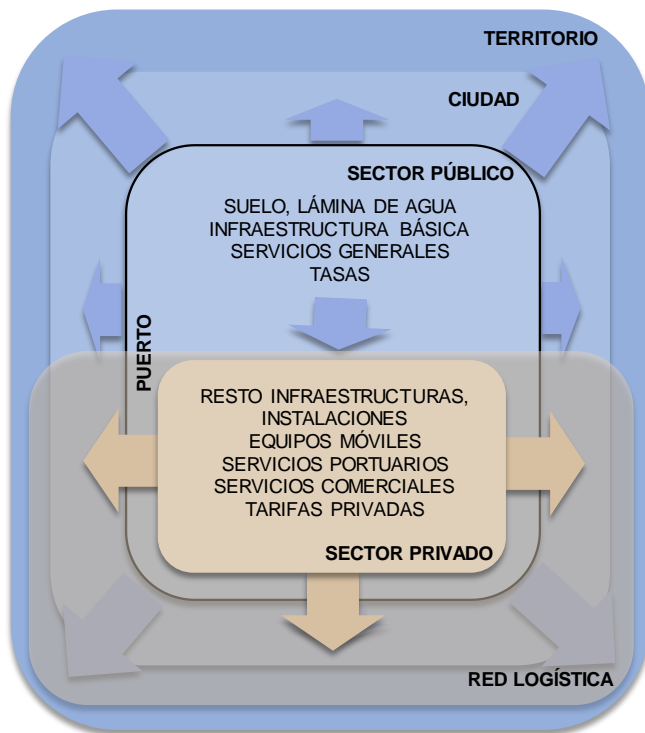 TERRITORIO
CIUDAD
SECTOR PÚBLICO
SUELO, LÁMINA DE AGUA
INFRAESTRUCTURA BÁSICA
SERVICIOS GENERALES
TASAS
PUERTO
RESTO INFRAESTRUCTURAS,
INSTALACIONES
EQUIPOS MÓVILES
SERVICIOS PORTUARIOS
SERVICIOS COMERCIALES
TARIFAS PRIVADAS
SECTOR PRIVADO
RED LOGÍSTICA